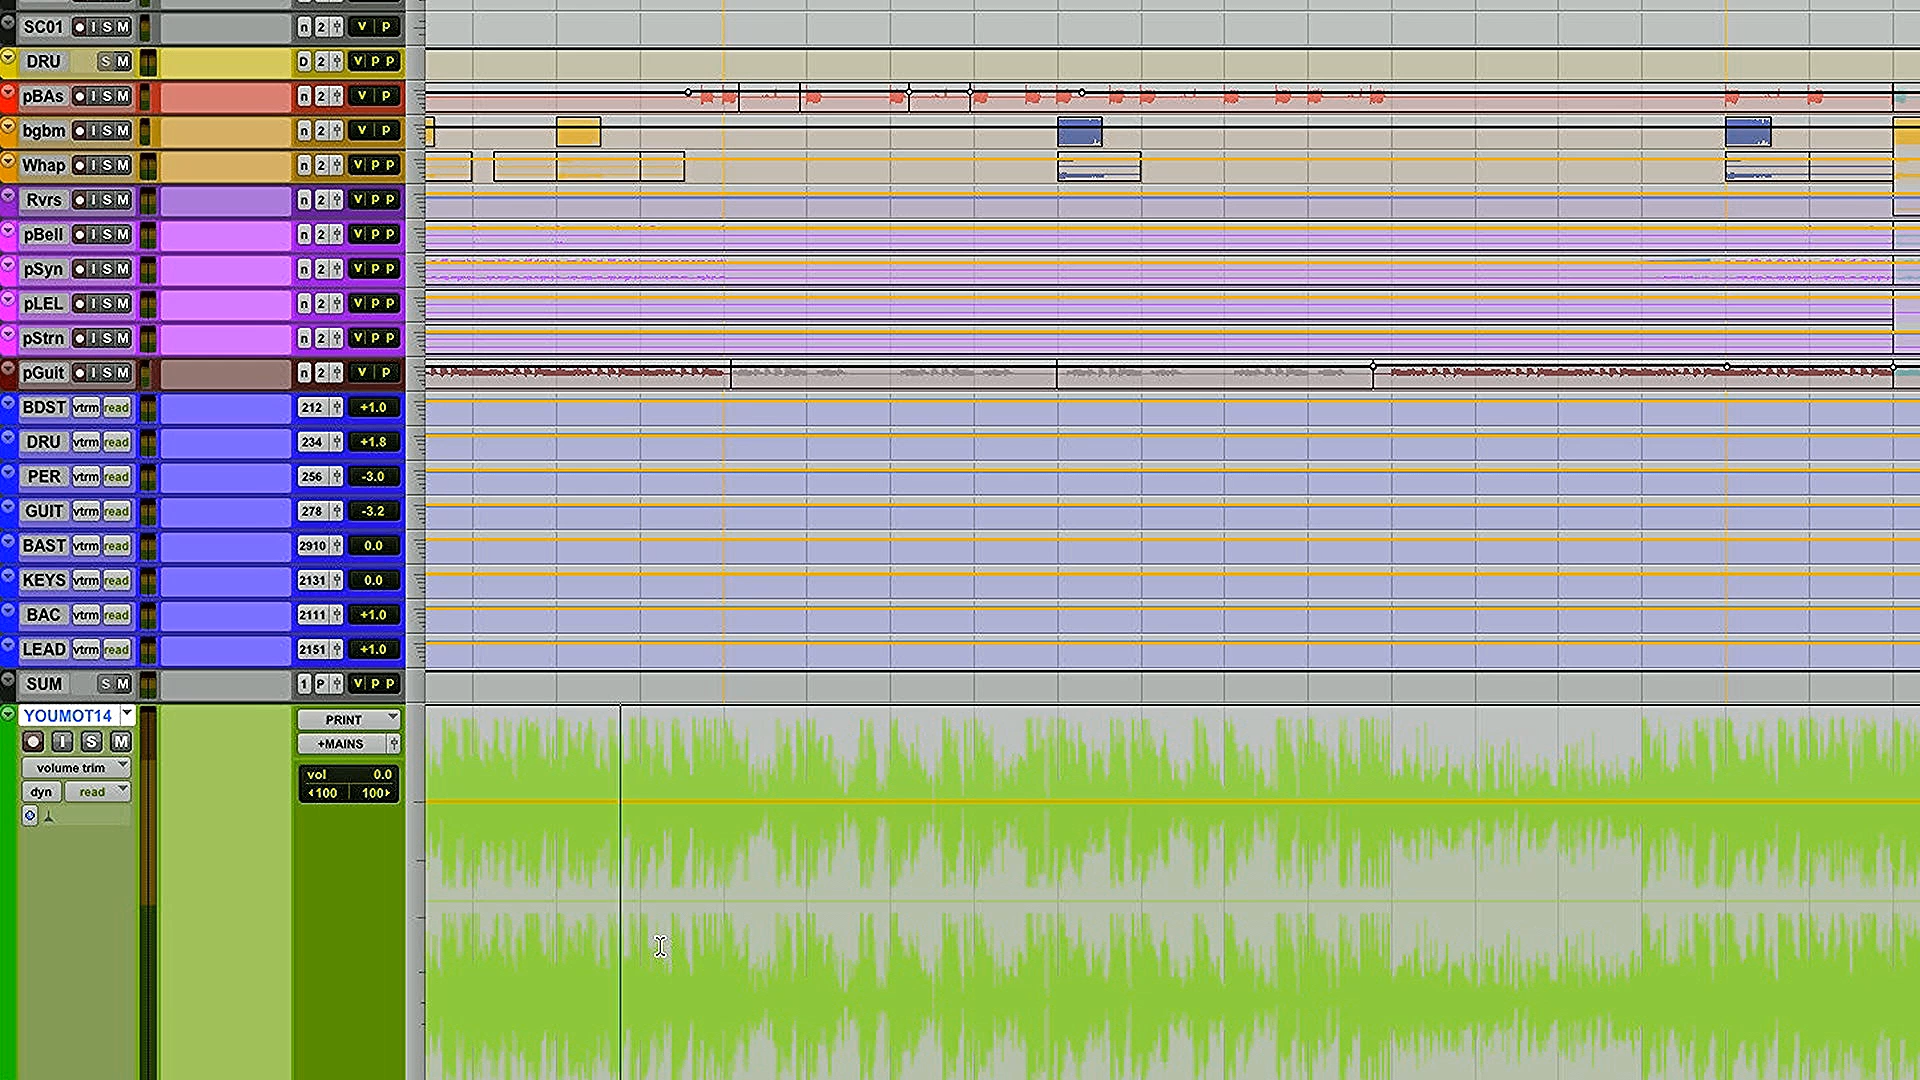 SC01 I S M n 2 V P
DRU S M D 2 V P P
pBAs I S M n 2 V P
bgbm I S M n 2 V P
Whap I S M n 2 V P P
Rvrs I S M n 2 V P P
pBell I S M n 2 V P P
pSyn I S M n 2 V P P
pLEL I S M n 2 V P P
pStrn I S M n 2 V P P
pGuit I S M n 2 V P
BDST vtrm read 212 +1.0
DRU vtrm read 234 +1.8
PER vtrm read 256 -3.0
GUIT vtrm read 278 -3.2
BAST vtrm read 2910 0.0
KEYS vtrm read 2131 0.0
BAC vtrm read 2111 +1.0
LEAD vtrm read 2151 +1.0
SUM S M 1 P V P P
YOUMOT14 PRINT
I S M +MAINS
volume trim vol 0.0
dyn read 100 100